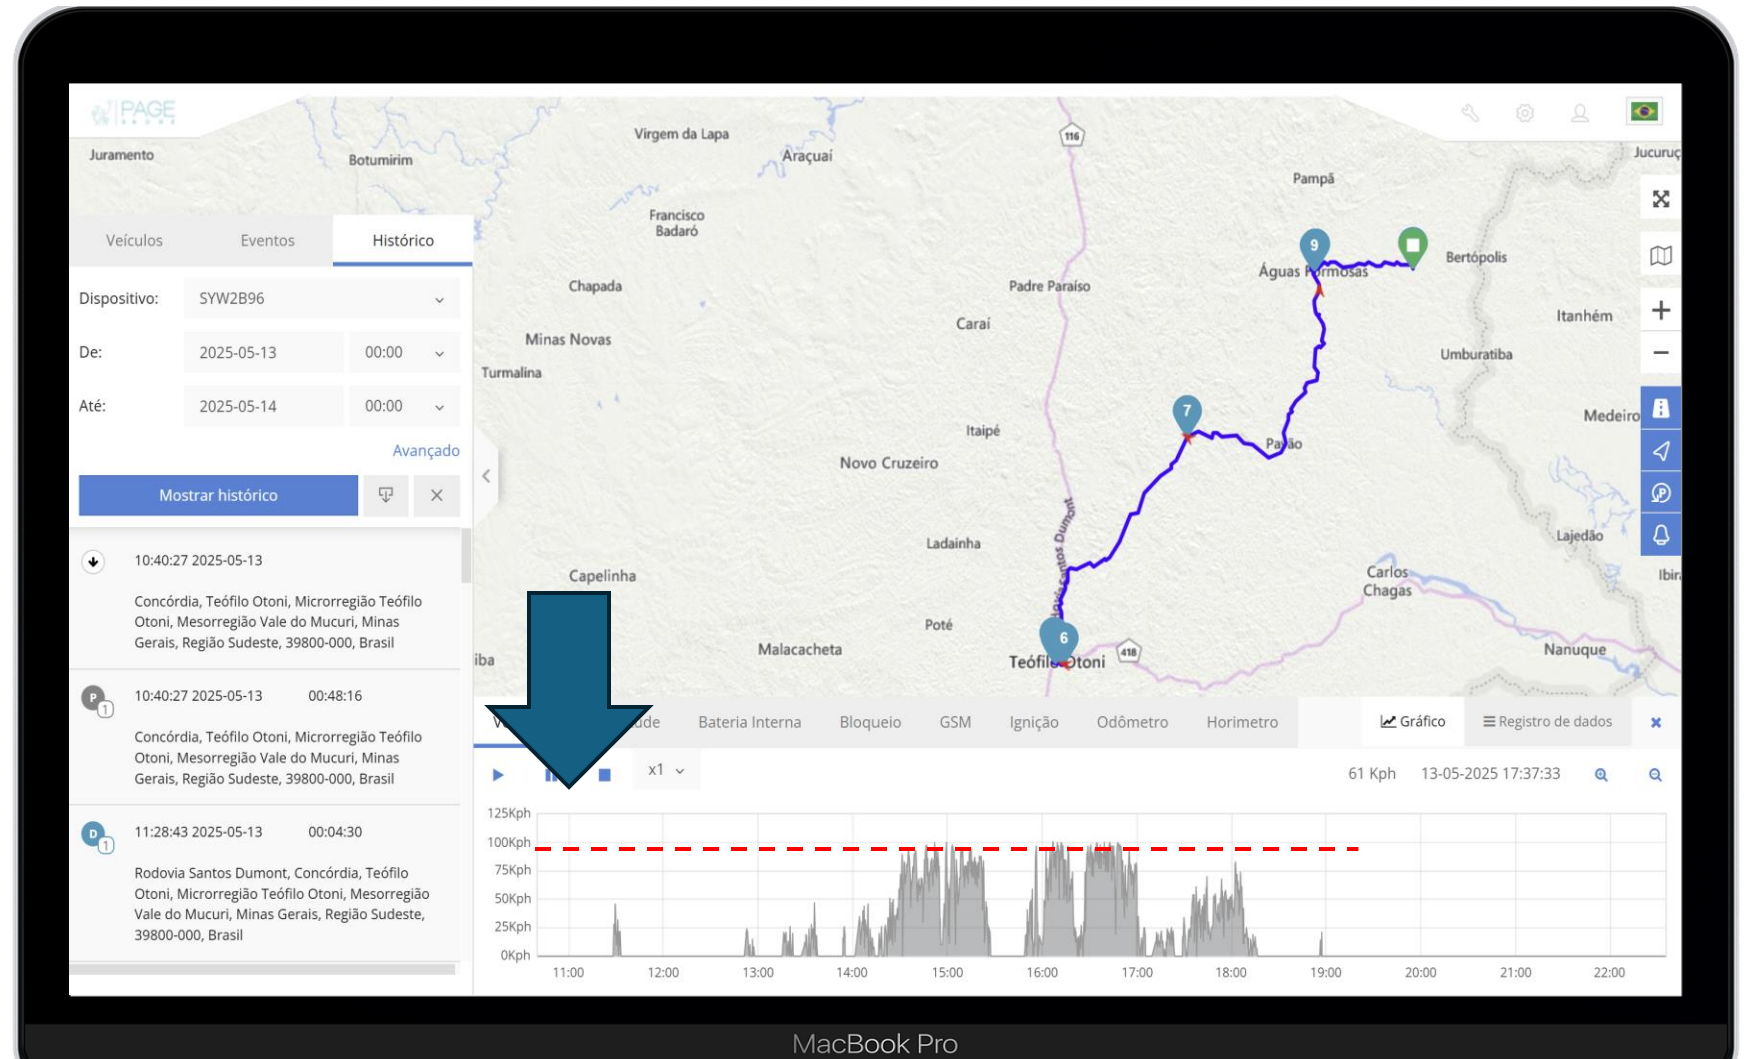 PAGE
Juramento
Botumirim
Virgem da Lapa
Araçuaí
116
Pampã
Jucuruç
Francisco
Badaró
Veículos
Eventos
Histórico
9
Águas Formosas
Bertópolis
Dispositivo:
SYW2B96
Chapada
Padre Paraíso
Itanhém
Caraí
Minas Novas
De:
2025-05-13
00:00
Umburatiba
Turmalina
Até:
2025-05-14
00:00
7
Medeiro
Itaipé
Pavão
Avançado
Novo Cruzeiro
Mostrar histórico
P
Santos Dumont
Ladainha
Lajedão
10:40:27 2025-05-13
Concórdia, Teófilo Otoni, Microrregião Teófilo
Otoni, Mesorregião Vale do Mucuri, Minas
Gerais, Região Sudeste, 39800-000, Brasil
Capelinha
Carlos
Chagas
Ibir
Poté
6
Malacacheta
Teófilo Otoni
418
Nanuque
iba
P
1
10:40:27 2025-05-13
00:48:16
Concórdia, Teófilo Otoni, Microrregião Teófilo
Otoni, Mesorregião Vale do Mucuri, Minas
Gerais, Região Sudeste, 39800-000, Brasil
Bateria Interna
Bloqueio
GSM
Ignição
Odômetro
Horimetro
Gráfico
Registro de dados
x1
61 Kph
13-05-2025 17:37:33
D
1
11:28:43 2025-05-13
00:04:30
Rodovia Santos Dumont, Concórdia, Teófilo
Otoni, Microrregião Teófilo Otoni, Mesorregião
Vale do Mucuri, Minas Gerais, Região Sudeste,
39800-000, Brasil
125Kph
100Kph
75Kph
50Kph
25Kph
0Kph
11:00
12:00
13:00
14:00
15:00
16:00
17:00
18:00
19:00
20:00
21:00
22:00
MacBook Pro